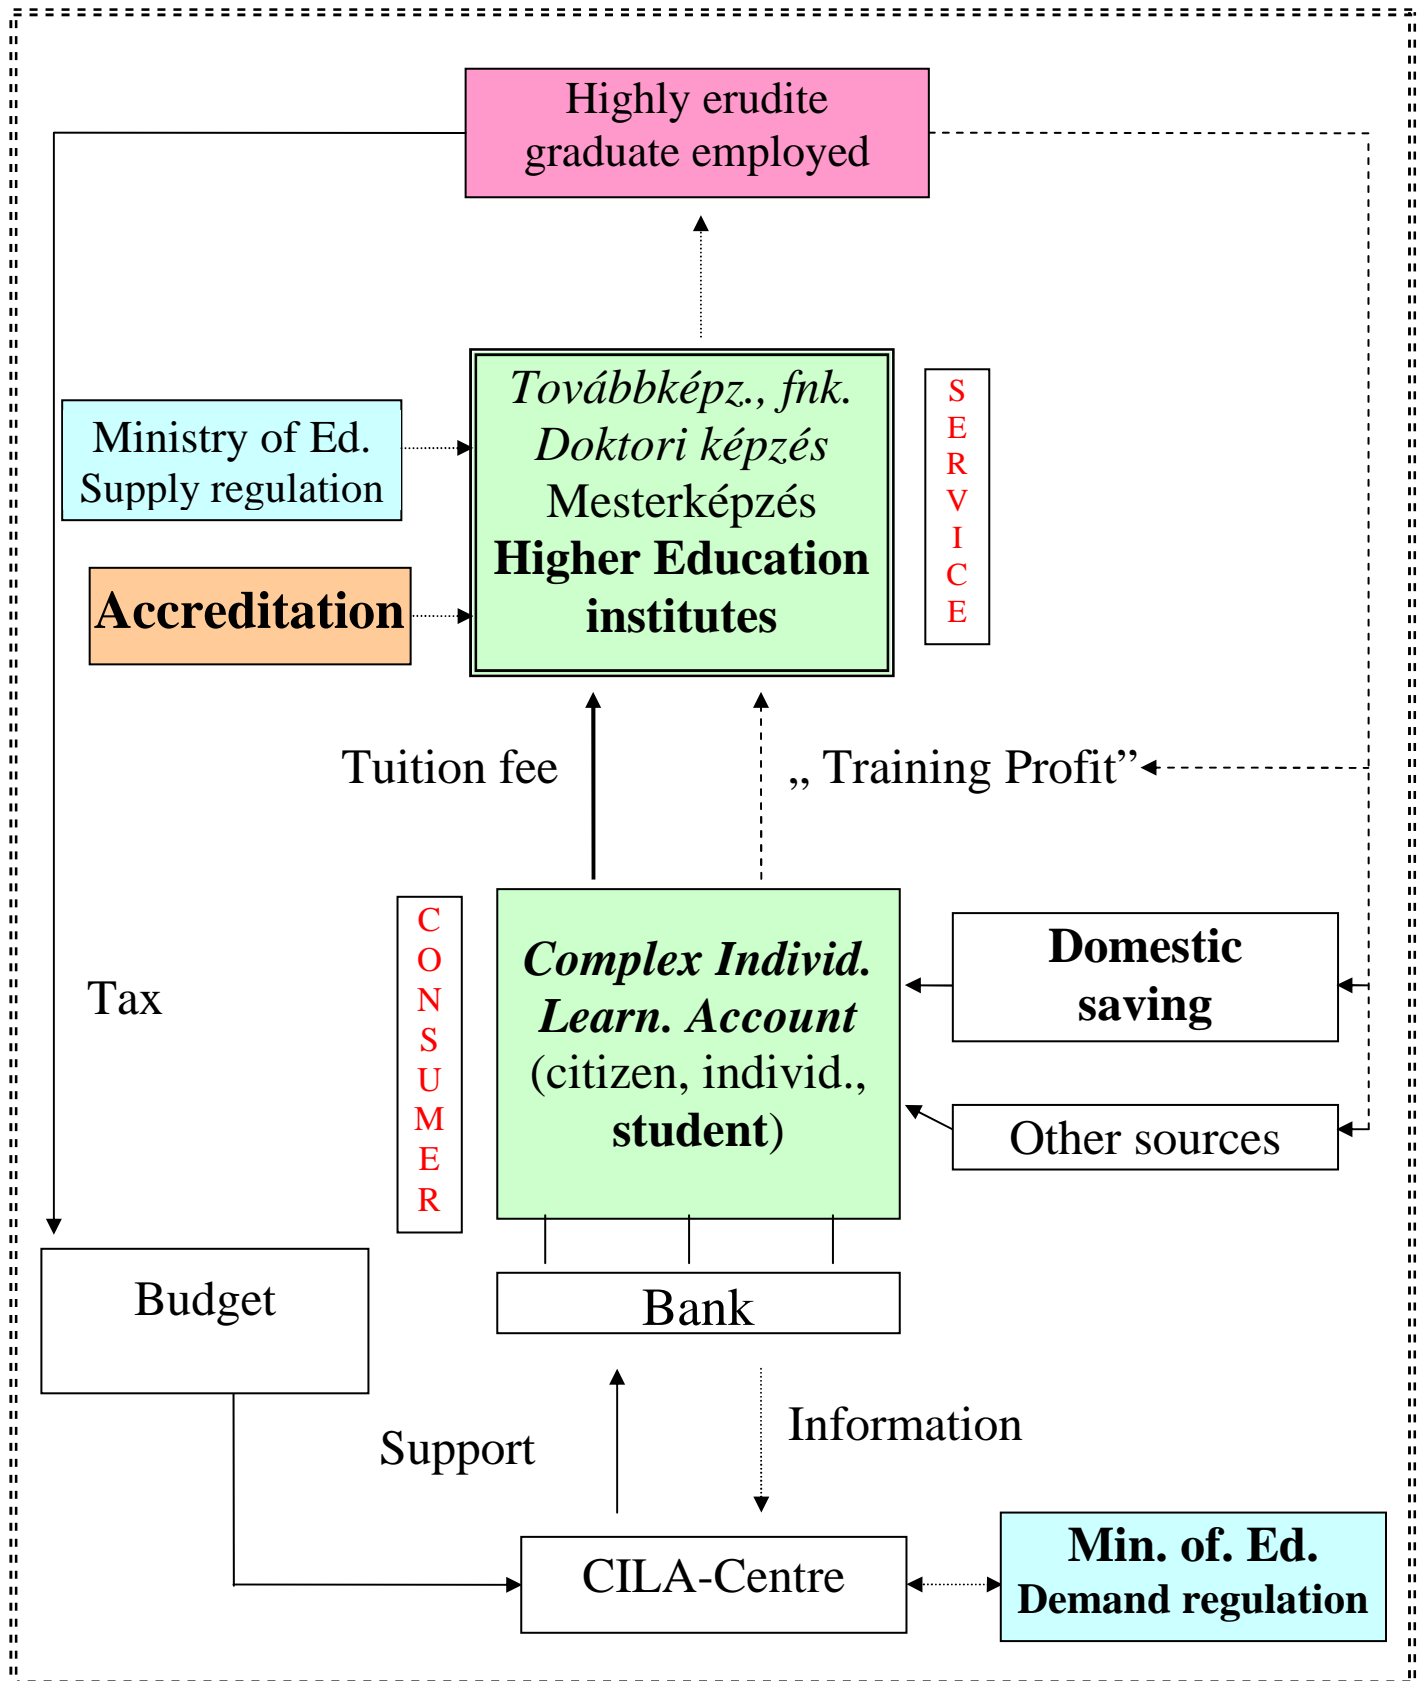 Highly erudite
graduate employed
Továbbképz., fnk.
Doktori képzés
Mesterképzés
Higher Education
institutes
SERVICE
Ministry of Ed.
Supply regulation
Accreditation
Tuition fee
„ Training Profit”
CONSUMER
Complex Individ.
Learn. Account
(citizen, individ.,
student)
Domestic
saving
Tax
Other sources
Budget
Bank
Support
Information
CILA-Centre
Min. of. Ed.
Demand regulation